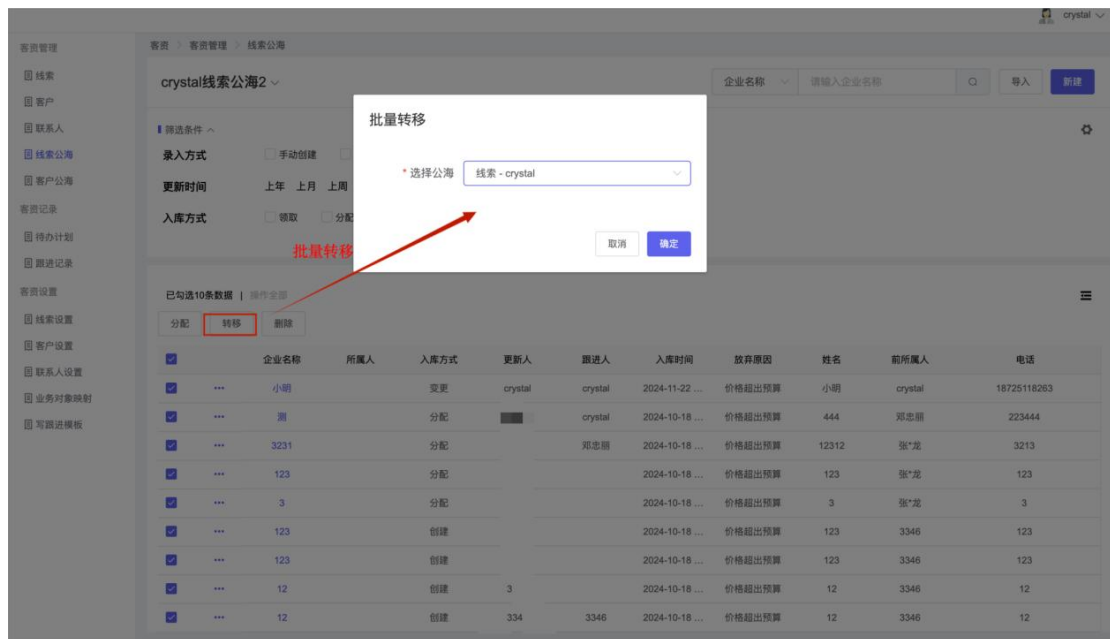 crystal
客资管理
线索
客户
联系人
线索公海
客户公海
客资记录
待办计划
跟进记录
客资设置
线索设置
客户设置
联系人设置
业务对象映射
写跟进模板
客资 > 客资管理 > 线索公海
crystal线索公海2
企业名称 请输入企业名称 导入 新建
筛选条件
录入方式 手动创建
更新时间 上年 上月 上周
入库方式 领取 分配
批量转移
* 选择公海 线索 - crystal
取消 确定
批量转移
已勾选10条数据 | 操作全部
分配 转移 删除
企业名称 所属人 入库方式 更新人 跟进人 入库时间 放弃原因 姓名 前所属人 电话
... 小明 变更 crystal crystal 2024-11-22 ... 价格超出预算 小明 crystal 18725118263
... 测 分配 crystal 2024-10-18 ... 价格超出预算 444 邓忠丽 223444
... 3231 分配 邓忠丽 2024-10-18 ... 价格超出预算 12312 张*龙 3213
... 123 分配 2024-10-18 ... 价格超出预算 123 张*龙 123
... 3 分配 2024-10-18 ... 价格超出预算 3 张*龙 3
... 123 创建 2024-10-18 ... 价格超出预算 123 3346 123
... 123 创建 2024-10-18 ... 价格超出预算 123 3346 123
... 12 创建 3 2024-10-18 ... 价格超出预算 12 3346 12
... 12 创建 334 3346 2024-10-18 ... 价格超出预算 12 3346 12